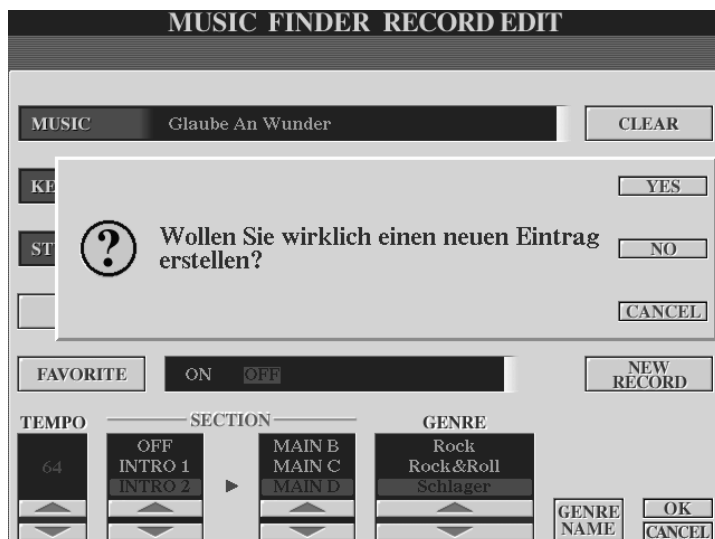 MUSIC FINDER RECORD EDIT
MUSIC Glaube An Wunder CLEAR
KE
YES
Wollen Sie wirklich einen neuen Eintrag
erstellen?
ST
NO
CANCEL
FAVORITE ON OFF NEW
RECORD
TEMPO SECTION GENRE
OFF MAIN B Rock
64 INTRO 1 MAIN C Rock&Roll
INTRO 2 MAIN D Schlager
GENRE
NAME
OK
CANCEL